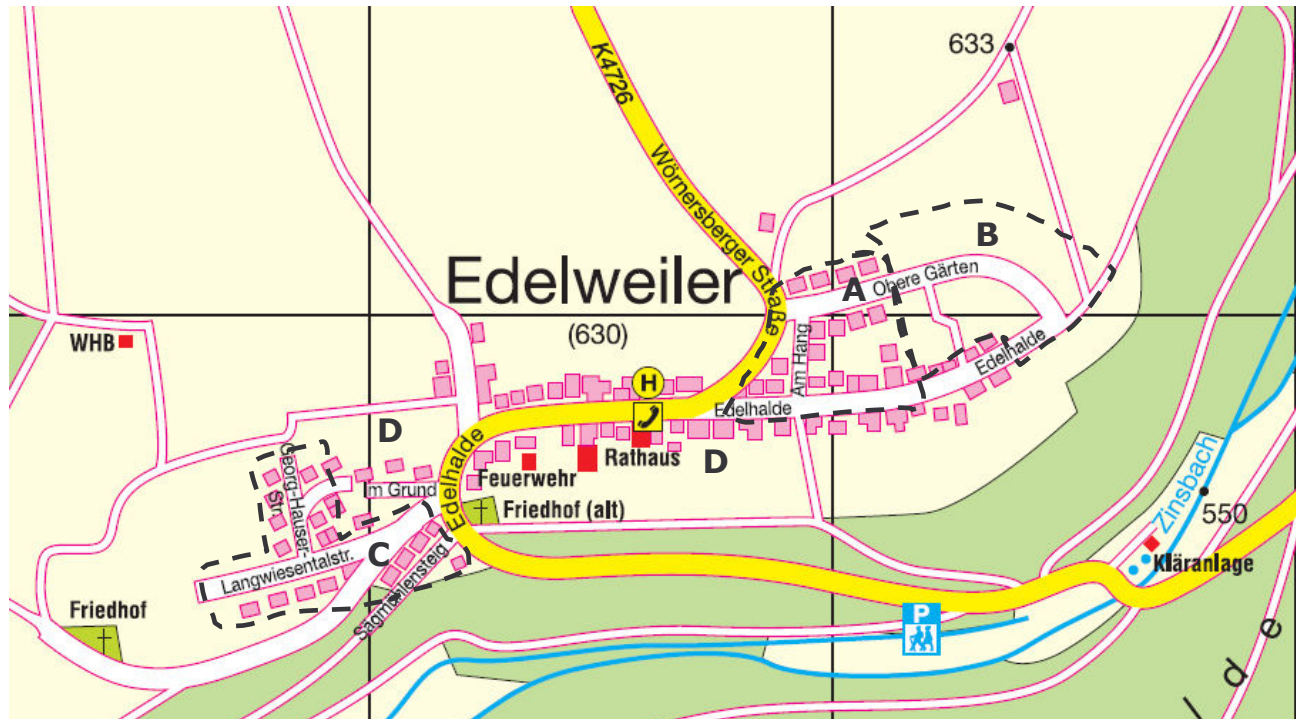 633
K4726
Wörnersberger Straße
B
A
Obere Gärten
Edelweiler
(630)
WHB
Am Hang
Edelhalde
H
Edelhalde
D
D
Edelhalde
Rathaus
Feuerwehr
Georg-Hauser-
Str.
Im Grund
Friedhof (alt)
Zinsbach
550
C
Langwiesentalstr.
Kläranlage
Sägmühlensteig
Friedhof
P
l d e